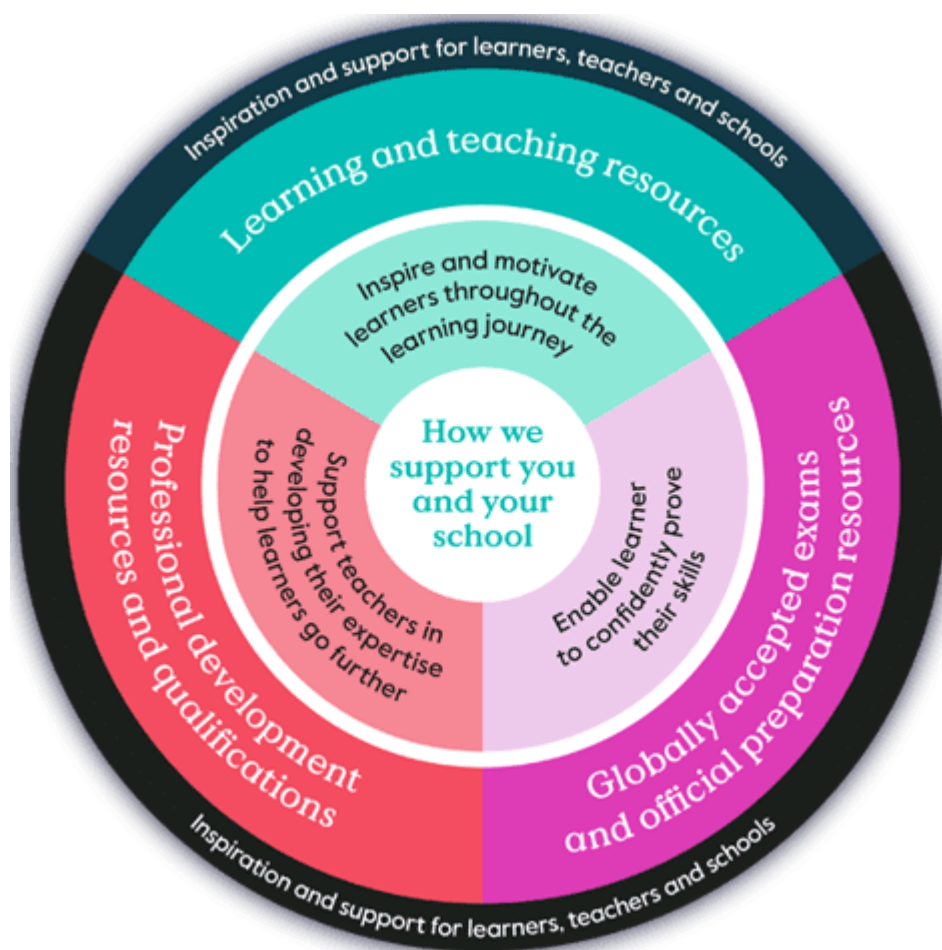 Inspiration and support for learners, teachers and schools
Learning and teaching resources
Inspire and motivate
learners throughout the
learning journey
How we
support you
and your
school
Professional development
resources and qualifications
Support teachers in
developing their expertise
to help learners go further
Enable learner
to confidently prove
their skills
Globally accepted exams
and official preparation resources
Inspiration and support for learners, teachers and schools